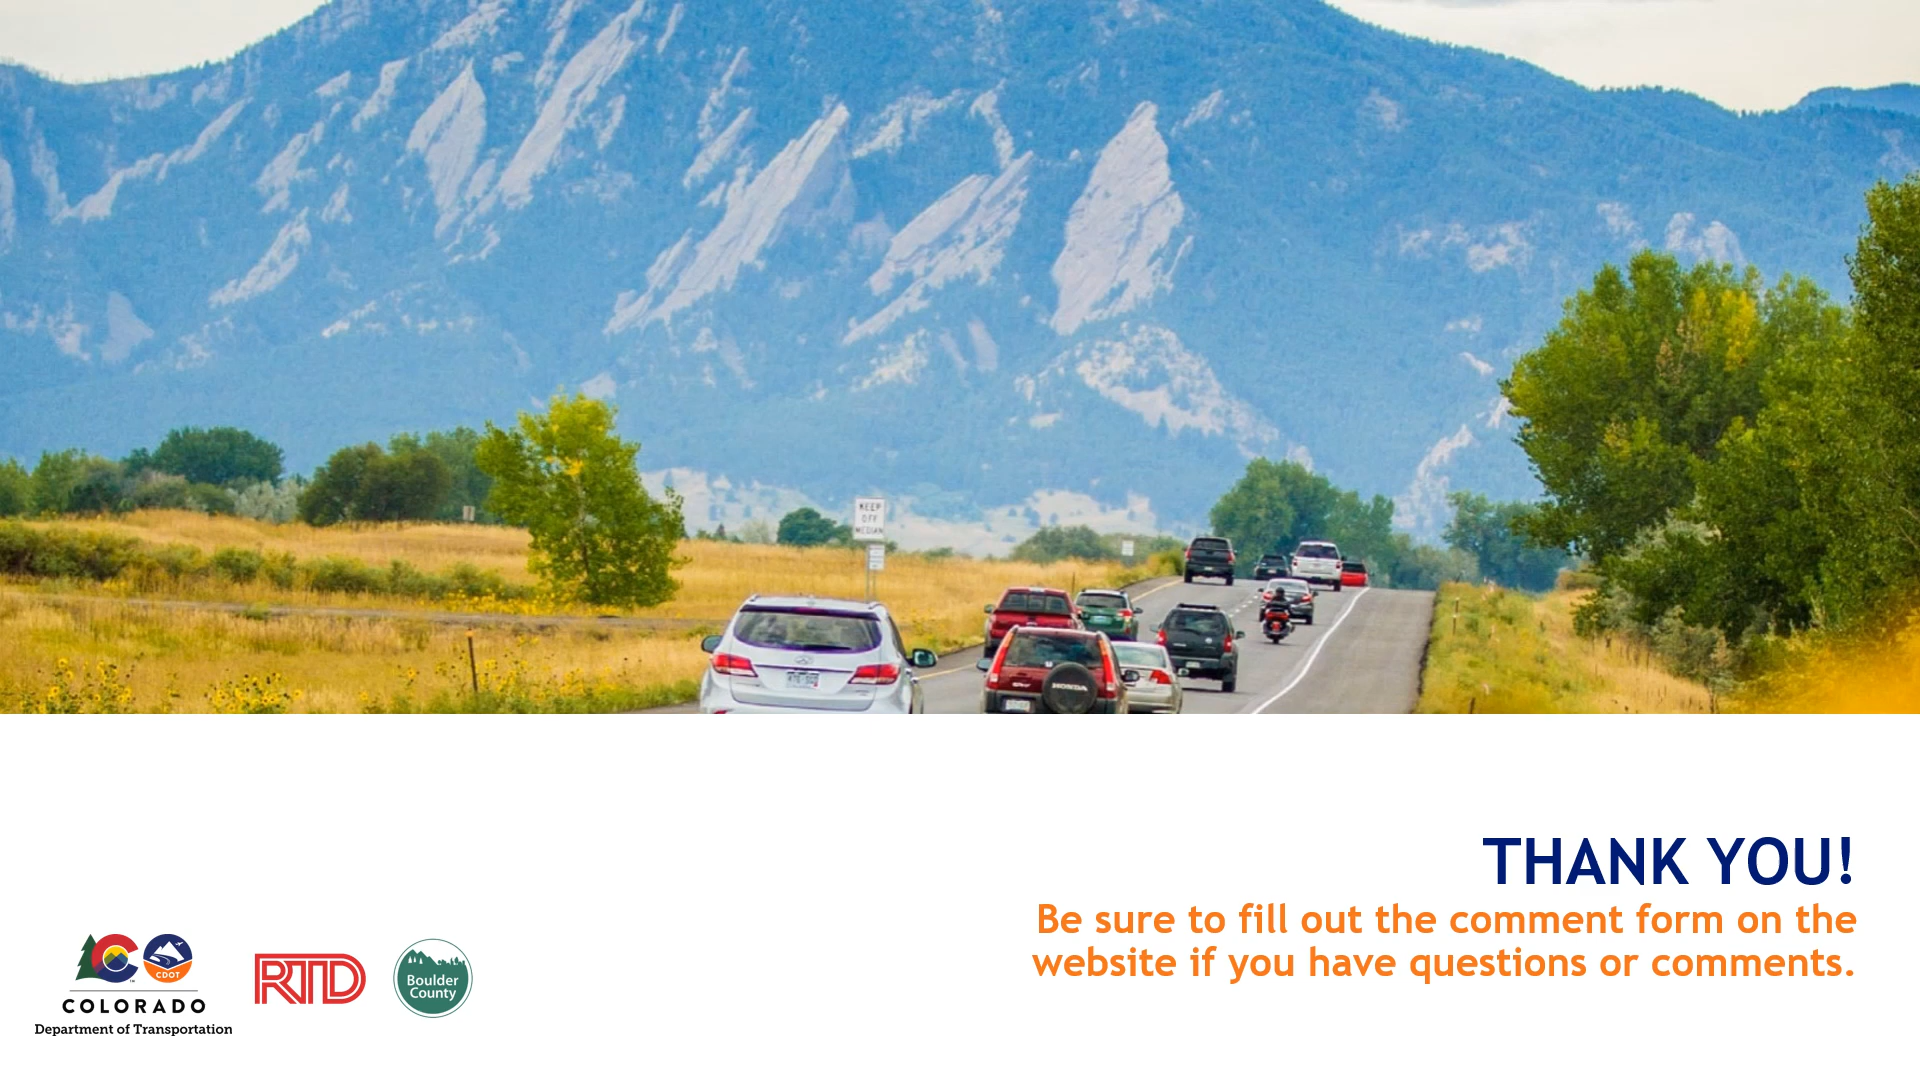 KEEP
OFF
MEDIAN
HONDA
THANK YOU!
Be sure to fill out the comment form on the
website if you have questions or comments.
CDOT
COLORADO
Department of Transportation
RTD
Boulder
County